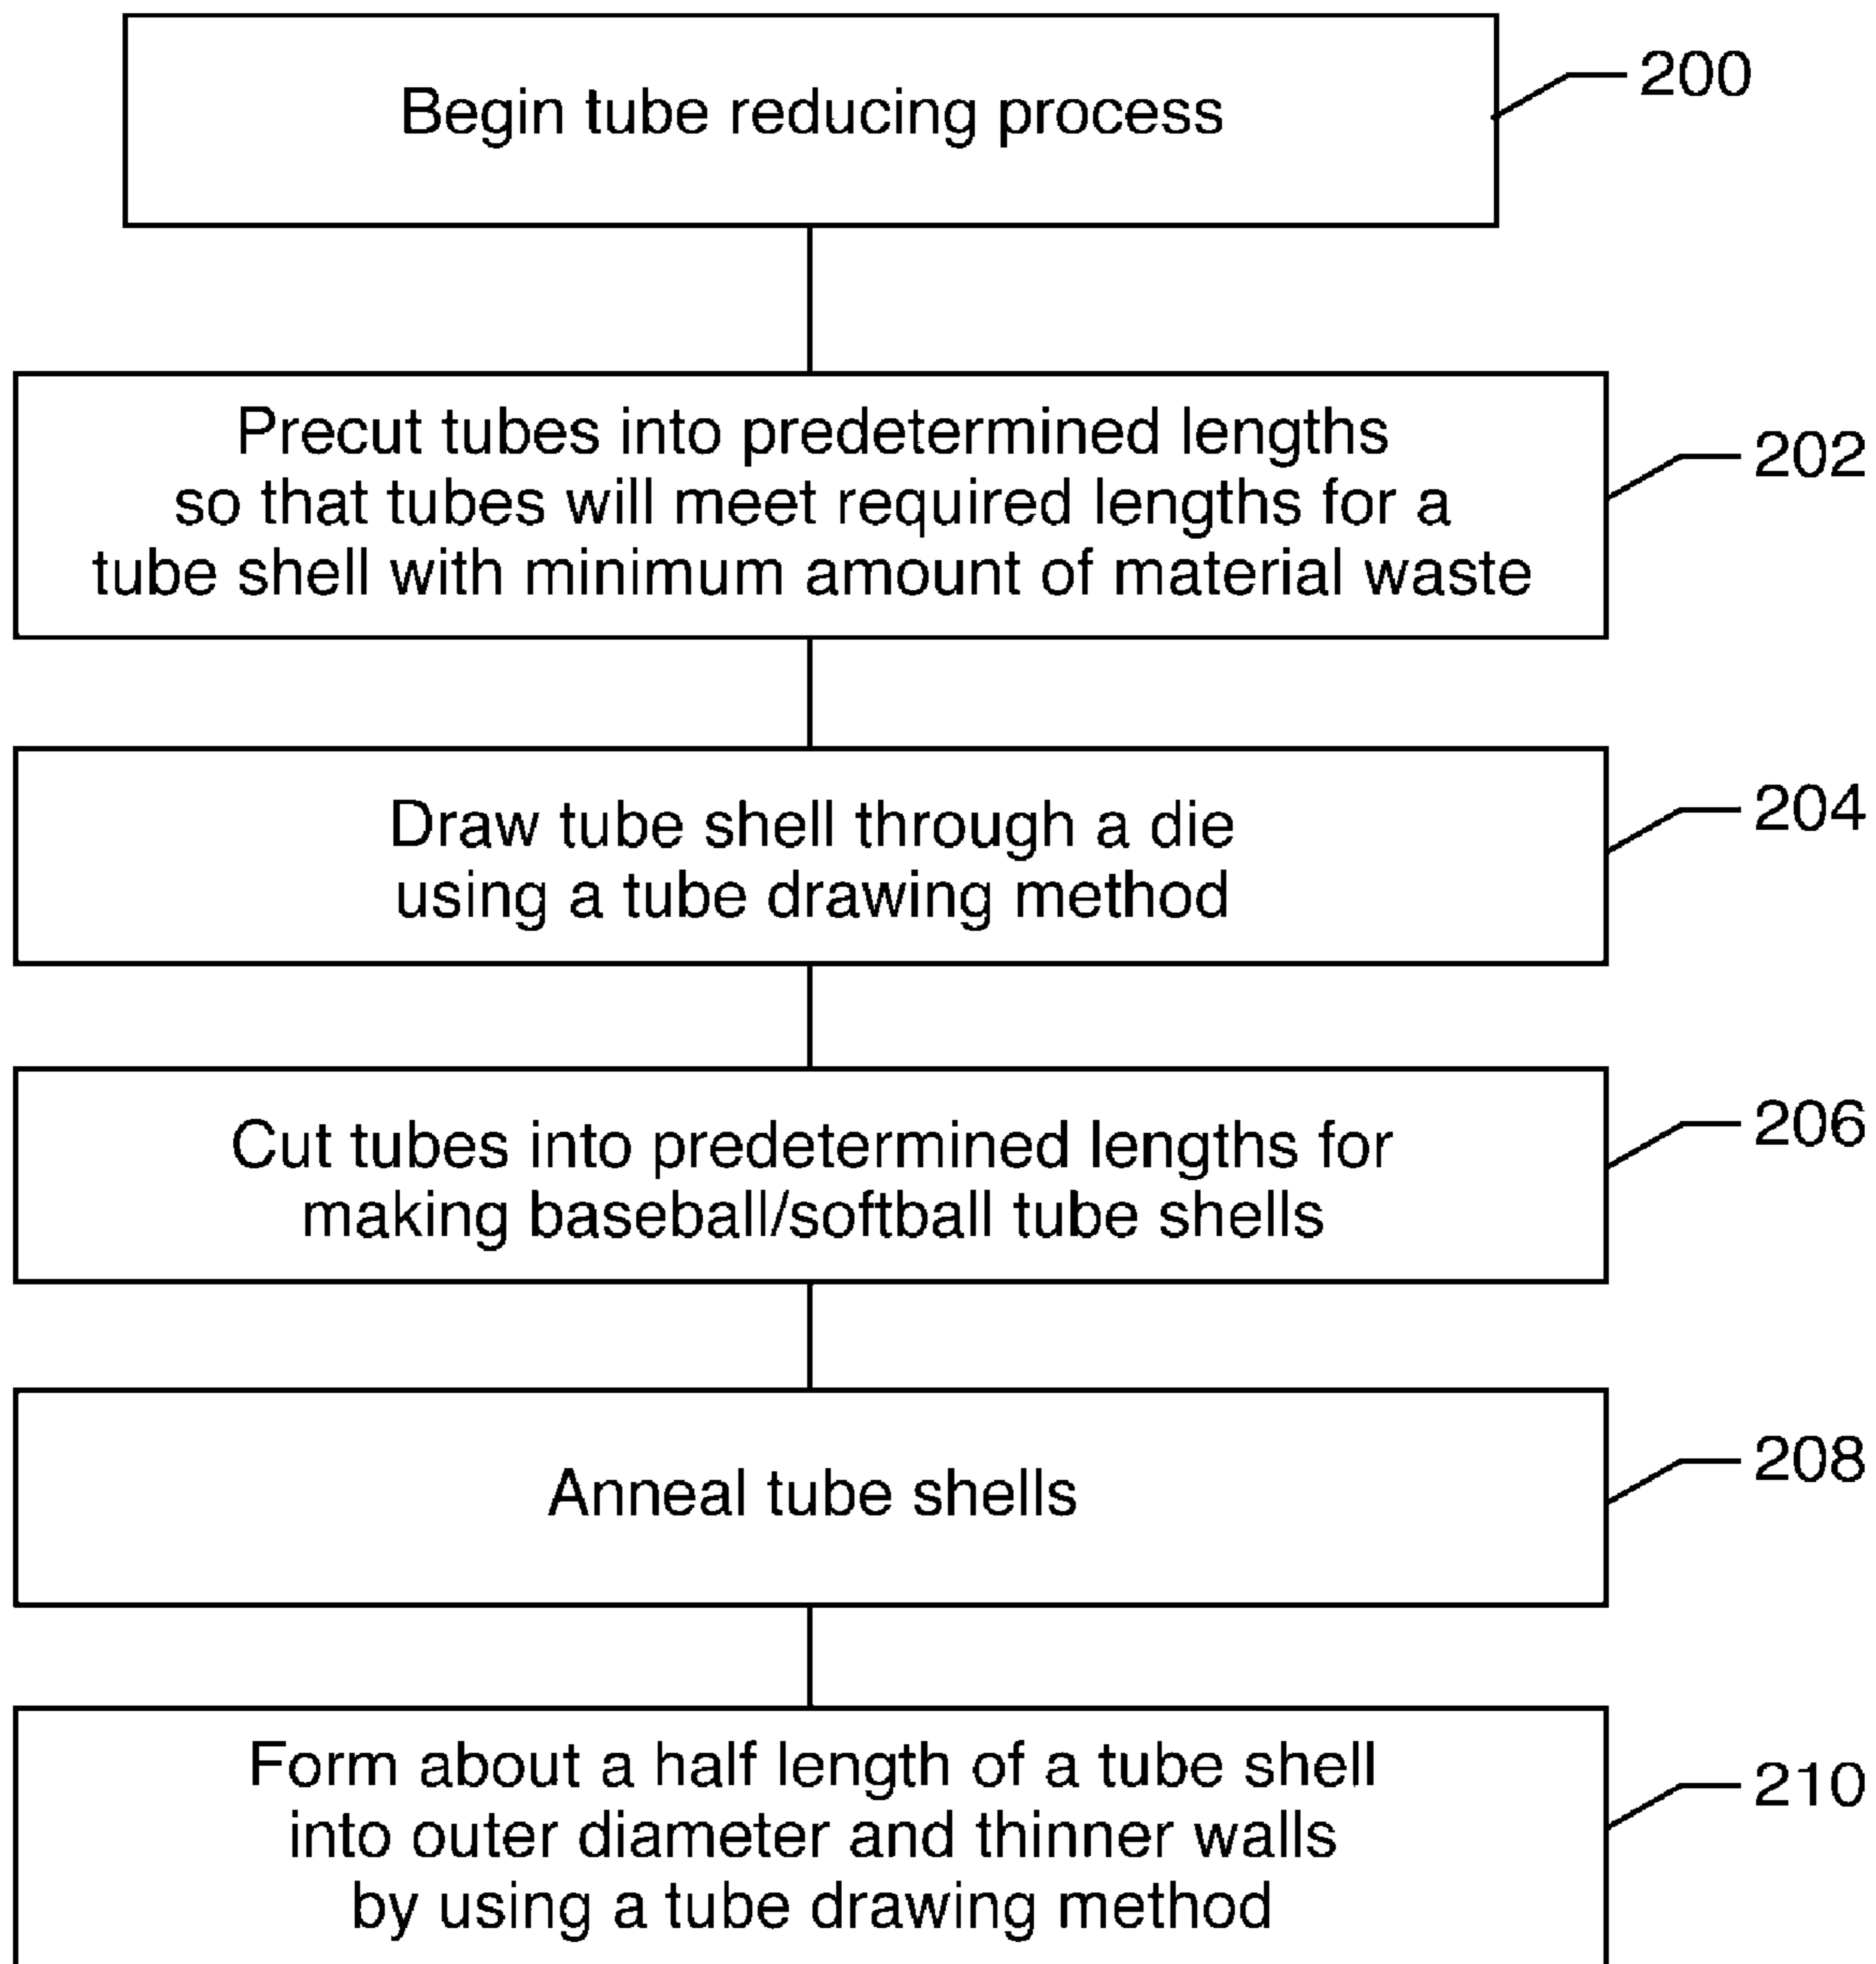 Begin tube reducing process
200
Precut tubes into predetermined lengths
so that tubes will meet required lengths for a
tube shell with minimum amount of material waste
202
Draw tube shell through a die
using a tube drawing method
204
Cut tubes into predetermined lengths for
making baseball/softball tube shells
206
Anneal tube shells
208
Form about a half length of a tube shell
into outer diameter and thinner walls
by using a tube drawing method
210